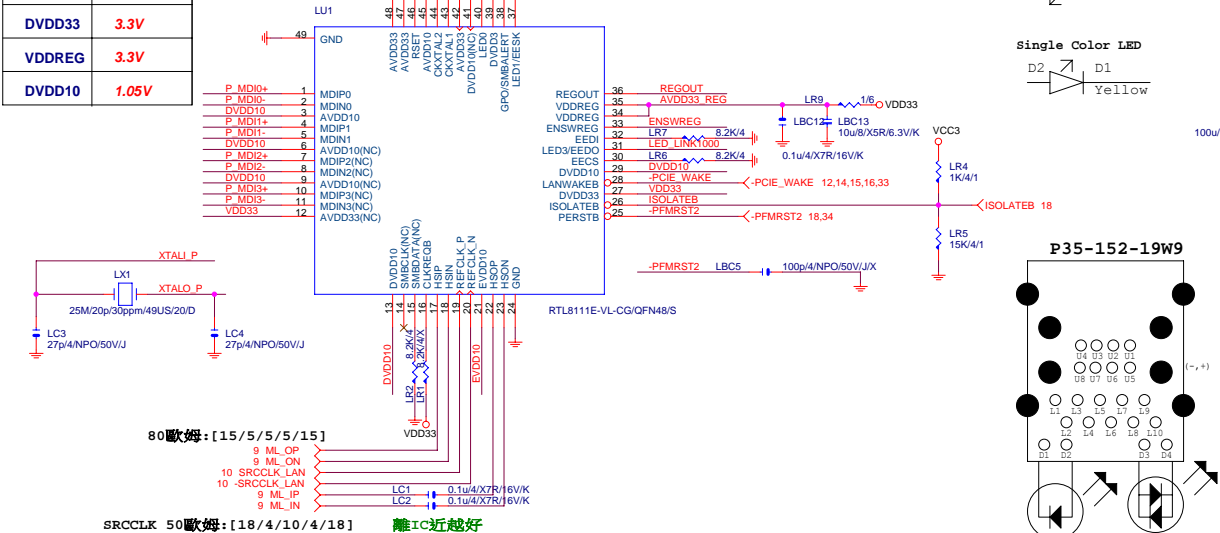 DVDD33 3.3V
VDDREG 3.3V
DVDD10 1.05V
LU1
48 47 46 45 44 43 42 41 40 39 38 37
49 GND
AVDD33
AVDD33
RSET
AVDD10
CKXTAL2
CKXTAL1
AVDD33
DVDD10(NC)
LED0
DVDD3
GPO/SMBALERT
LED1/EESK
P_MDI0+ 1 MDIP0
P_MDI0- 2 MDIN0
DVDD10 3 AVDD10
P_MDI1+ 4 MDIP1
P_MDI1- 5 MDIN1
DVDD10 6 AVDD10(NC)
P_MDI2+ 7 MDIP2(NC)
P_MDI2- 8 MDIN2(NC)
DVDD10 9 AVDD10(NC)
P_MDI3+ 10 MDIP3(NC)
P_MDI3- 11 MDIN3(NC)
VDD33 12 AVDD33(NC)
REGOUT 36 REGOUT
VDDREG 35 AVDD33_REG
VDDREG 34
ENSWREG 33 ENSWREG
EEDI 32 LR7 8.2K/4
LED3/EEDO 31 LED_LINK1000
EECS 30 LR6 8.2K/4
DVDD10 29 DVDD10
LANWAKEB 28 -PCIE_WAKE -PCIE_WAKE 12,14,15,16,33
DVDD33 27 VDD33
ISOLATEB 26 ISOLATEB ISOLATEB 18
PERSTB 25 -PFMRST2 -PFMRST2 18,34
LR9 1/6 VDD33
LBC12 LBC13
10u/8/X5R/6.3V/K
0.1u/4/X7R/16V/K
VCC3
LR4
1K/4/1
LR5
15K/4/1
-PFMRST2 LBC5 100p/4/NPO/50V/J/X
DVDD10
SMBCLK(NC)
SMBDATA(NC)
CLKREQB
HSIP
HSIN
REFCLK_P
REFCLK_N
EVDD10
HSOP
HSON
GND
13 14 15 16 17 18 19 20 21 22 23 24
RTL8111E-VL-CG/QFN48/S
XTALI_P
LX1
XTALO_P
25M/20p/30ppm/49US/20/D
LC3
27p/4/NPO/50V/J
LC4
27p/4/NPO/50V/J
DVDD10
LR2 8.2K/4
LR1 8.2K/4/X
EVDD10
VDD33
80歐姆:[15/5/5/5/15]
9 ML_OP
9 ML_ON
10 SRCCLK_LAN
10 -SRCCLK_LAN
9 ML_IP LC1 0.1u/4/X7R/16V/K
9 ML_IN LC2 0.1u/4/X7R/16V/K
SRCCLK 50歐姆:[18/4/10/4/18] 離IC近越好
Single Color LED
D2 D1
Yellow
100u/
P35-152-19W9
U4 U3 U2 U1
U8 U7 U6 U5
(-,+)
L1 L3 L5 L7 L9
L2 L4 L6 L8 L10
D1 D2 D3 D4